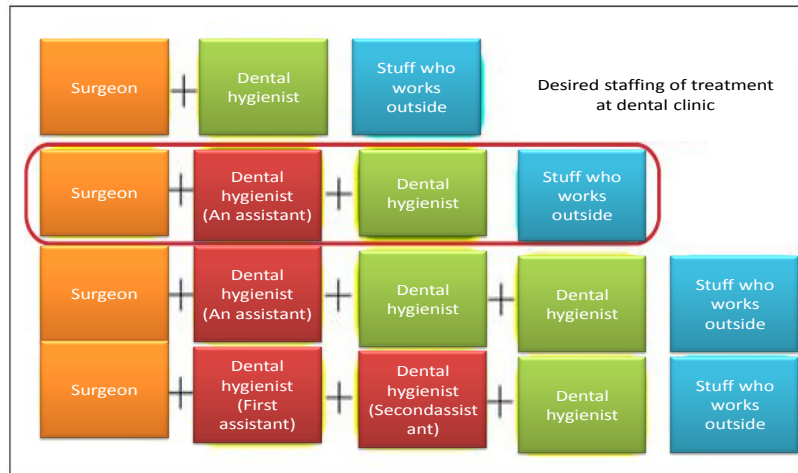 Surgeon
+
Dental
hygienist
Stuff who
works
outside
Desired staffing of treatment
at dental clinic
Surgeon
+
Dental
hygienist
(An assistant)
+
Dental
hygienist
Stuff who
works
outside
Surgeon
+
Dental
hygienist
(An assistant)
+
Dental
hygienist
+
Dental
hygienist
Stuff who
works
outside
Surgeon
+
Dental
hygienist
(First
assistant)
+
Dental
hygienist
(Secondassist
ant)
+
Dental
hygienist
Stuff who
works
outside